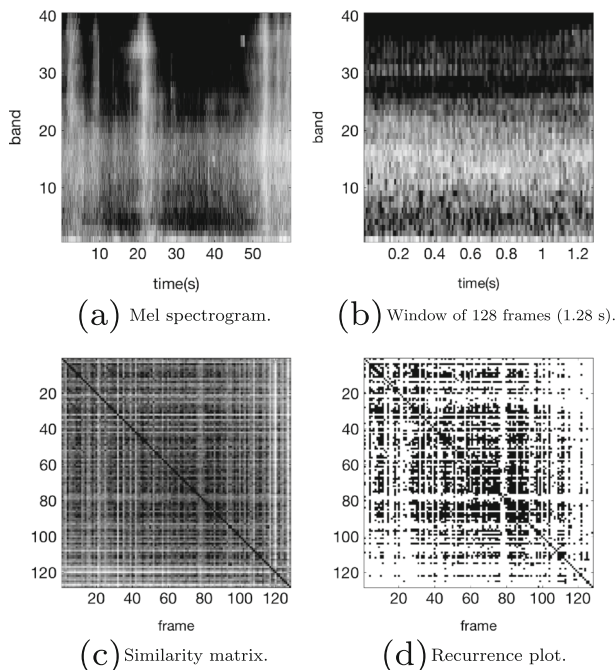 40
30
20
10
band
10 20 30 40 50
time(s)
(a) Mel spectrogram.
40
30
20
10
band
0.2 0.4 0.6 0.8 1 1.2
time(s)
(b) Window of 128 frames (1.28 s).
20
40
60
80
100
120
20 40 60 80 100 120
frame
(c) Similarity matrix.
20
40
60
80
100
120
20 40 60 80 100 120
frame
(d) Recurrence plot.